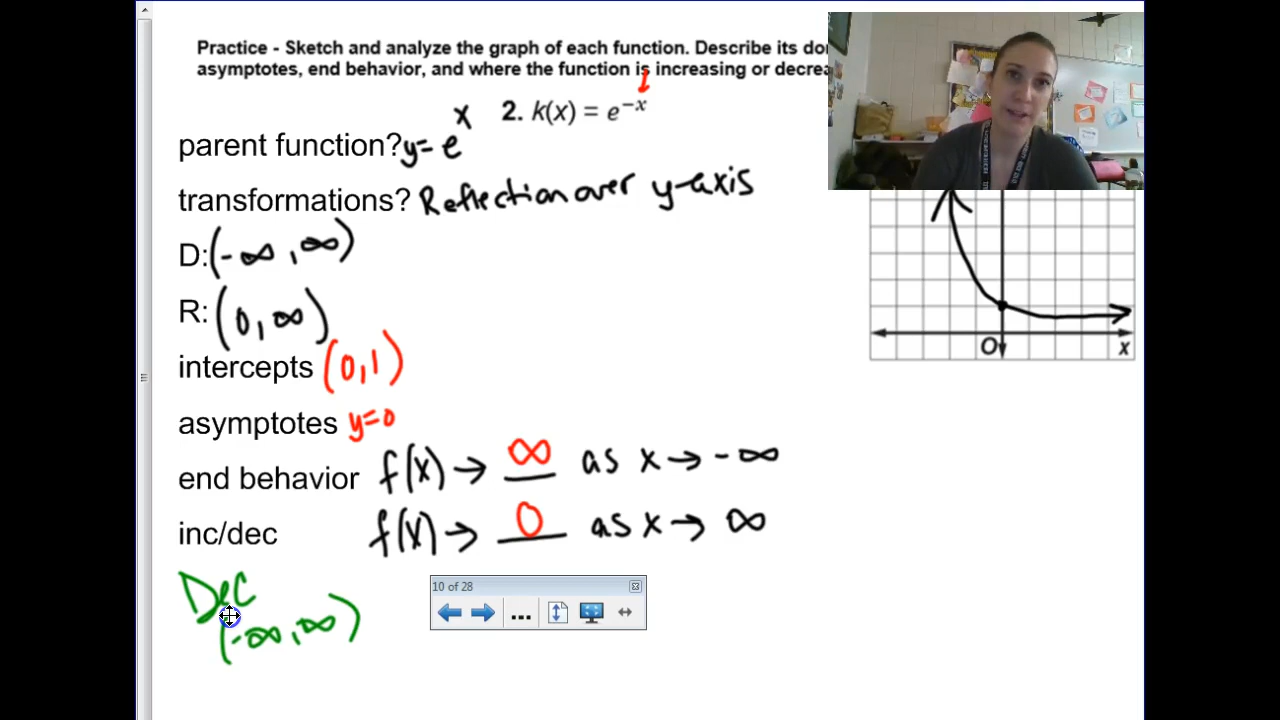 Practice - Sketch and analyze the graph of each function. Describe its
asymptotes, end behavior, and where the function is increasing or
2. k(x) = e^{-x}
parent function? y= e^x
transformations? Reflection over y-axis
D: (-∞, ∞)
R: (0, ∞)
intercepts (0,1)
asymptotes y=0
end behavior f(x) → ∞ as x → -∞
inc/dec f(x) → 0 as x → ∞
Dec
(-∞, ∞)
O x
10 of 28
...